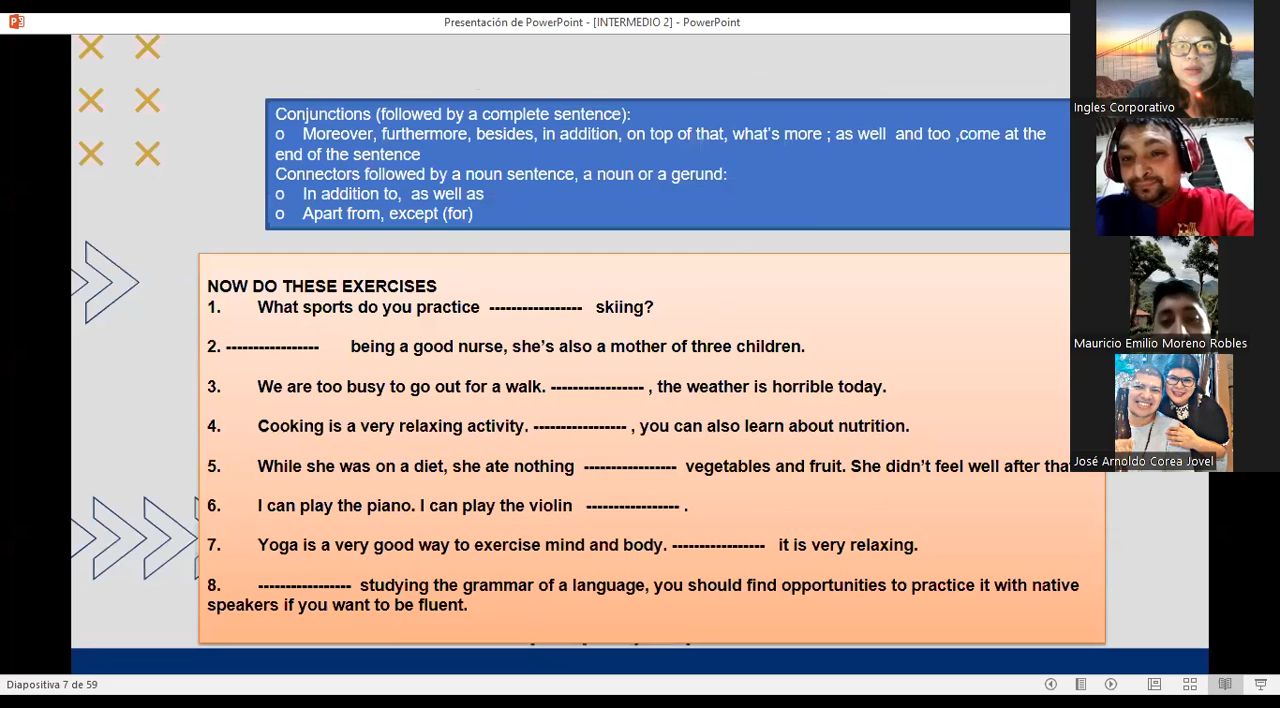 Presentación de PowerPoint - [INTERMEDIO 2] - PowerPoint
Conjunctions (followed by a complete sentence):
o Moreover, furthermore, besides, in addition, on top of that, what's more ; as well and too ,come at the
end of the sentence
Connectors followed by a noun sentence, a noun or a gerund:
o In addition to, as well as
o Apart from, except (for)
NOW DO THESE EXERCISES
1. What sports do you practice ----------------- skiing?
2. ----------------- being a good nurse, she's also a mother of three children.
3. We are too busy to go out for a walk. ----------------- , the weather is horrible today.
4. Cooking is a very relaxing activity. ----------------- , you can also learn about nutrition.
5. While she was on a diet, she ate nothing ----------------- vegetables and fruit. She didn't feel well after
6. I can play the piano. I can play the violin ----------------- .
7. Yoga is a very good way to exercise mind and body. ----------------- it is very relaxing.
8. ----------------- studying the grammar of a language, you should find opportunities to practice it with native
speakers if you want to be fluent.
Ingles Corporativo
Mauricio Emilio Moreno Robles
José Arnoldo Corea Jovel
Diapositiva 7 de 59